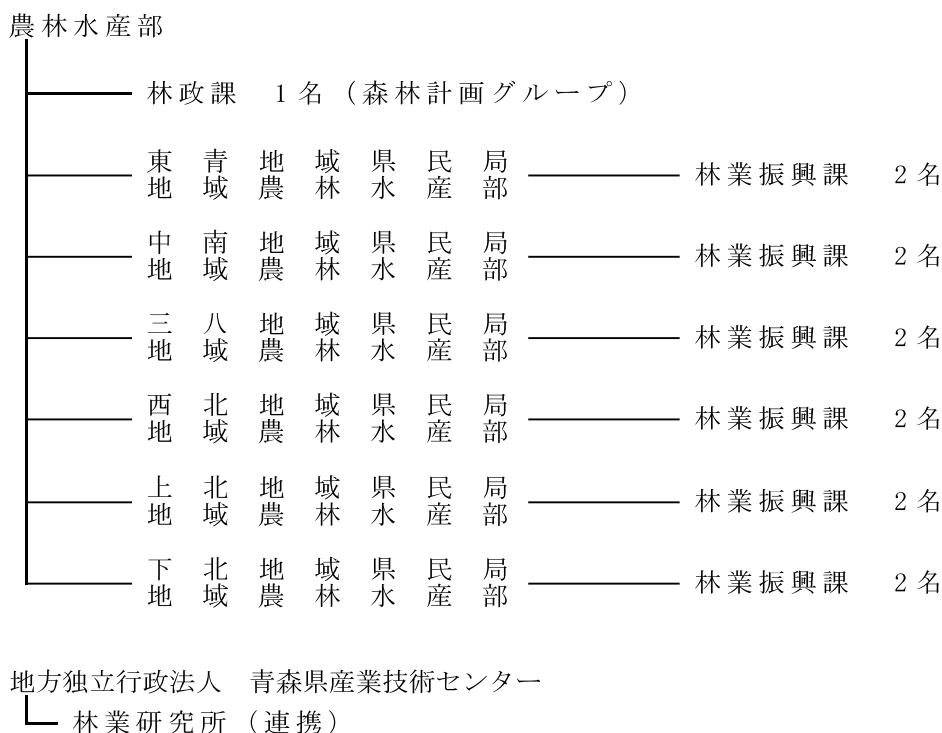 農林水産部
林政課　1名（森林計画グループ）
東青地域県民局
地域農林水産部
林業振興課　2名
中南地域県民局
地域農林水産部
林業振興課　2名
三八地域県民局
地域農林水産部
林業振興課　2名
西北地域県民局
地域農林水産部
林業振興課　2名
上北地域県民局
地域農林水産部
林業振興課　2名
下北地域県民局
地域農林水産部
林業振興課　2名
地方独立行政法人　青森県産業技術センター
林業研究所（連携）